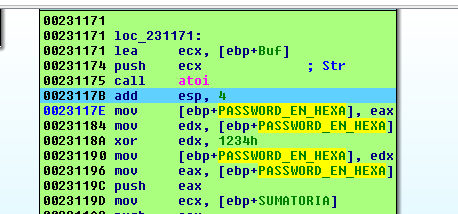 00231171
00231171 loc_231171:
00231171 lea ecx, [ebp+Buf]
00231174 push ecx ; Str
00231175 call atoi
0023117B add esp, 4
0023117E mov [ebp+PASSWORD_EN_HEXA], eax
00231184 mov edx, [ebp+PASSWORD_EN_HEXA]
0023118A xor edx, 1234h
00231190 mov [ebp+PASSWORD_EN_HEXA], edx
00231196 mov eax, [ebp+PASSWORD_EN_HEXA]
0023119C push eax
0023119D mov ecx, [ebp+SUMATORIA]